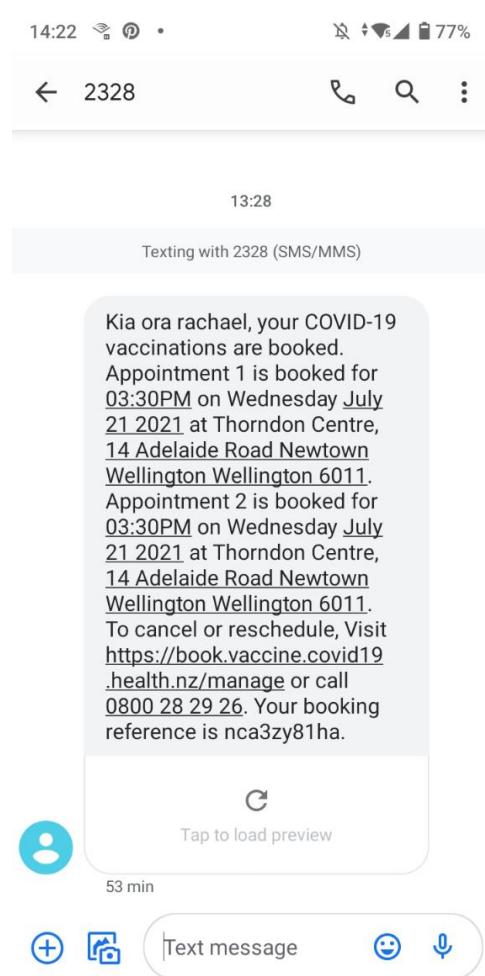 14:22 77%
2328
13:28
Texting with 2328 (SMS/MMS)
Kia ora rachael, your COVID-19
vaccinations are booked.
Appointment 1 is booked for
03:30PM on Wednesday July
21 2021 at Thorndon Centre,
14 Adelaide Road Newtown
Wellington Wellington 6011.
Appointment 2 is booked for
03:30PM on Wednesday July
21 2021 at Thorndon Centre,
14 Adelaide Road Newtown
Wellington Wellington 6011.
To cancel or reschedule, Visit
https://book.vaccine.covid19
.health.nz/manage or call
0800 28 29 26. Your booking
reference is nca3zy81ha.
Tap to load preview
53 min
Text message